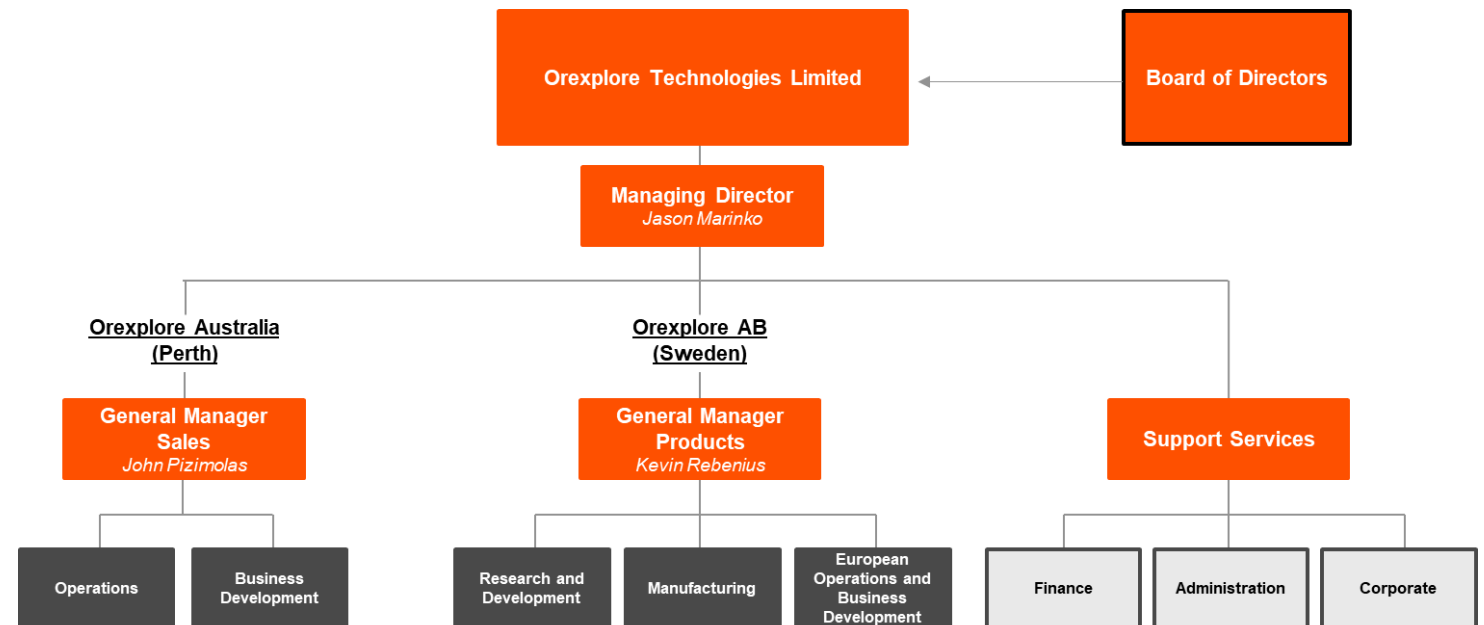 Orexplore Technologies Limited
Board of Directors
Managing Director
Jason Marinko
Orexplore Australia
(Perth)
Orexplore AB
(Sweden)
General Manager
Sales
John Pizimolas
General Manager
Products
Kevin Rebenius
Support Services
Operations
Business
Development
Research and
Development
Manufacturing
European
Operations and
Business
Development
Finance
Administration
Corporate